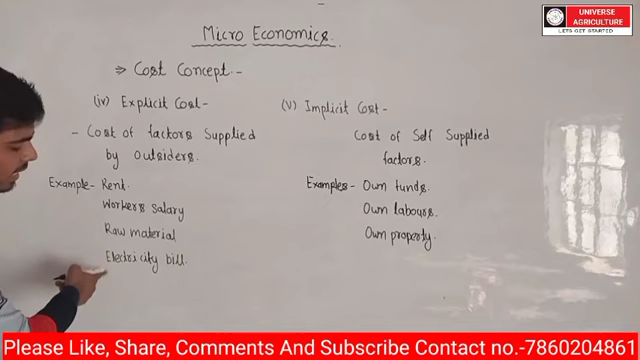 UNIVERSE
AGRICULTURE
LETS GET STARTED
Micro Economics.
⇒ Cost Concept :-
(iv) Explicit Cost -
- Cost of factors Supplied
by Outsiders.
Example - Rent.
Workers salary
Raw material
Electricity bill.
(V) Implicit Cost -
Cost of Self Supplied
factors.
Examples - Own funds.
Own labours.
Own property.
Please Like, Share, Comments And Subscribe Contact no.-7860204861